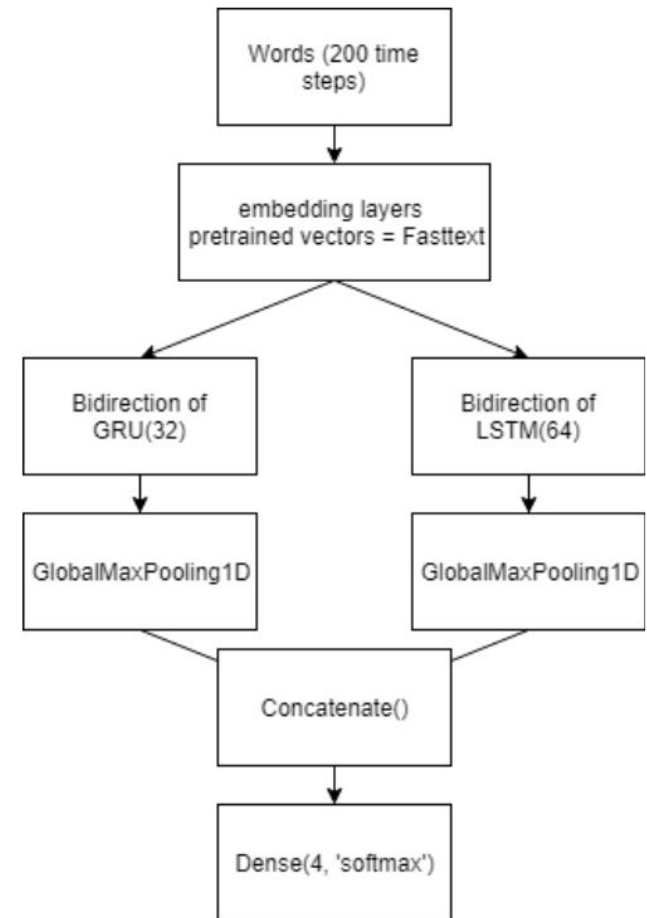 Words (200 time
steps)
embedding layers
pretrained vectors = Fasttext
Bidirection of
GRU(32)
Bidirection of
LSTM(64)
GlobalMaxPooling1D
GlobalMaxPooling1D
Concatenate()
Dense(4, 'softmax')